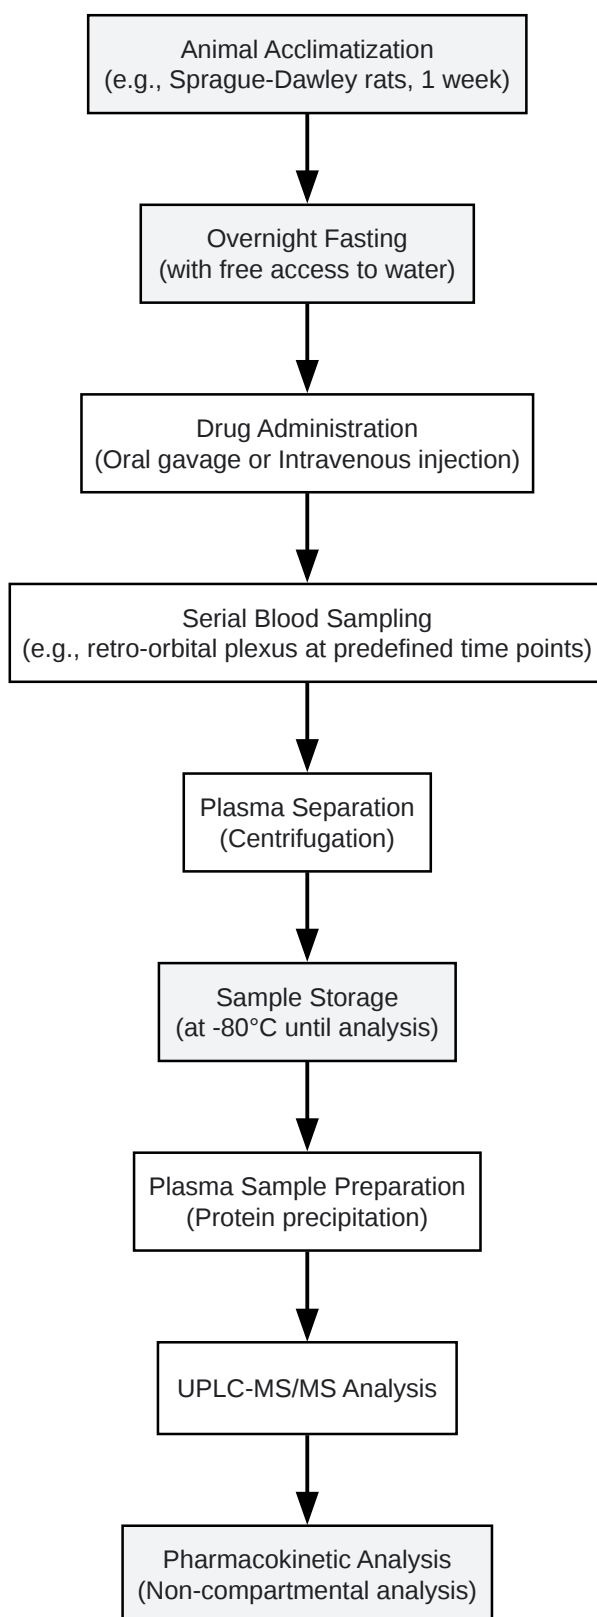 Animal Acclimatization
(e.g., Sprague-Dawley rats, 1 week)
Overnight Fasting
(with free access to water)
Drug Administration
(Oral gavage or Intravenous injection)
Serial Blood Sampling
(e.g., retro-orbital plexus at predefined time points)
Plasma Separation
(Centrifugation)
Sample Storage
(at -80°C until analysis)
Plasma Sample Preparation
(Protein precipitation)
UPLC-MS/MS Analysis
Pharmacokinetic Analysis
(Non-compartmental analysis)